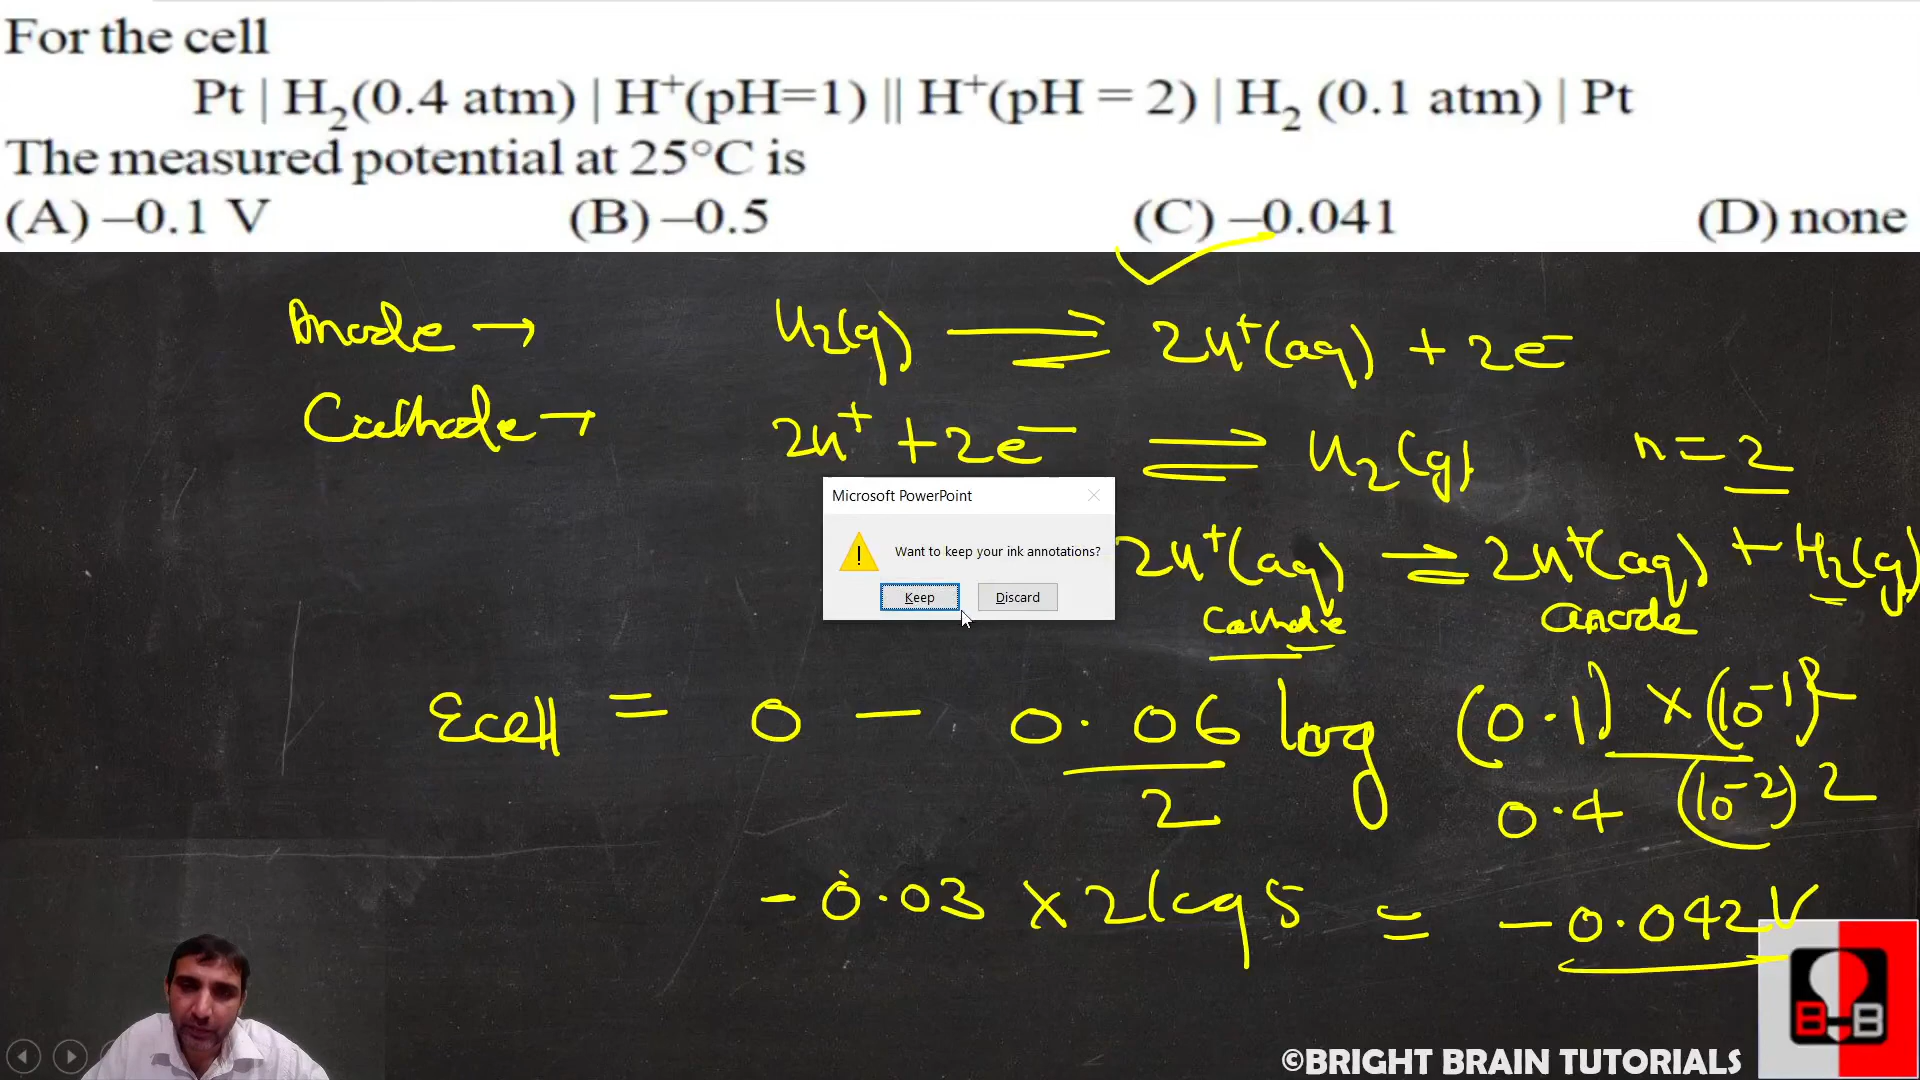 For the cell
Pt | H₂(0.4 atm) | H⁺(pH=1) || H⁺(pH = 2) | H₂ (0.1 atm) | Pt
The measured potential at 25°C is
(A) –0.1 V (B) –0.5 (C) –0.041 (D) none
Anode → H₂(g) ⇌ 2H⁺(aq) + 2e⁻
Cathode → 2H⁺ + 2e⁻ ⇌ H₂(g) n = 2
Microsoft PowerPoint
Want to keep your ink annotations?
Keep Discard
2H⁺(aq) ⇌ 2H⁺(aq) + H₂(g)
Cathode anode
Ecell = 0 – 0.06/2 log (0.1) × (10⁻¹)² / 0.4 (10⁻²)²
- 0.03 × 2log 5 = - 0.042V
B B
©BRIGHT BRAIN TUTORIALS